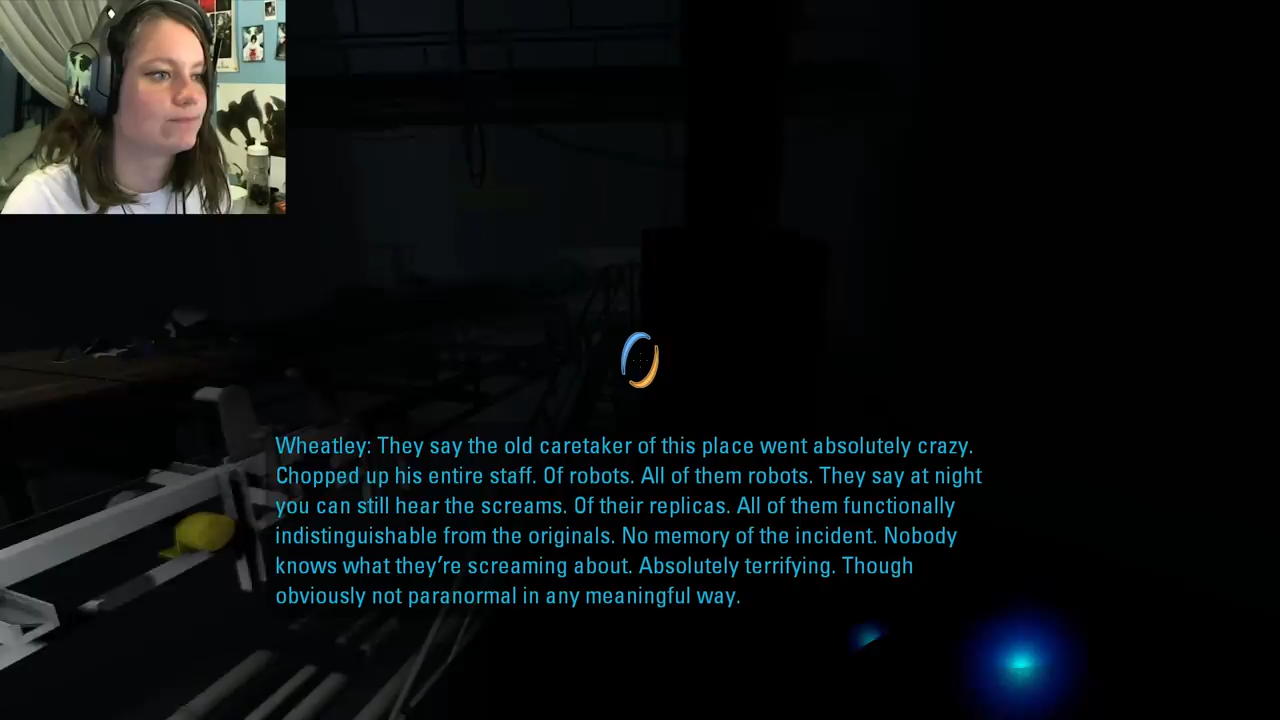 Wheatley: They say the old caretaker of this place went absolutely crazy.
Chopped up his entire staff. Of robots. All of them robots. They say at night
you can still hear the screams. Of their replicas. All of them functionally
indistinguishable from the originals. No memory of the incident. Nobody
knows what they're screaming about. Absolutely terrifying. Though
obviously not paranormal in any meaningful way.